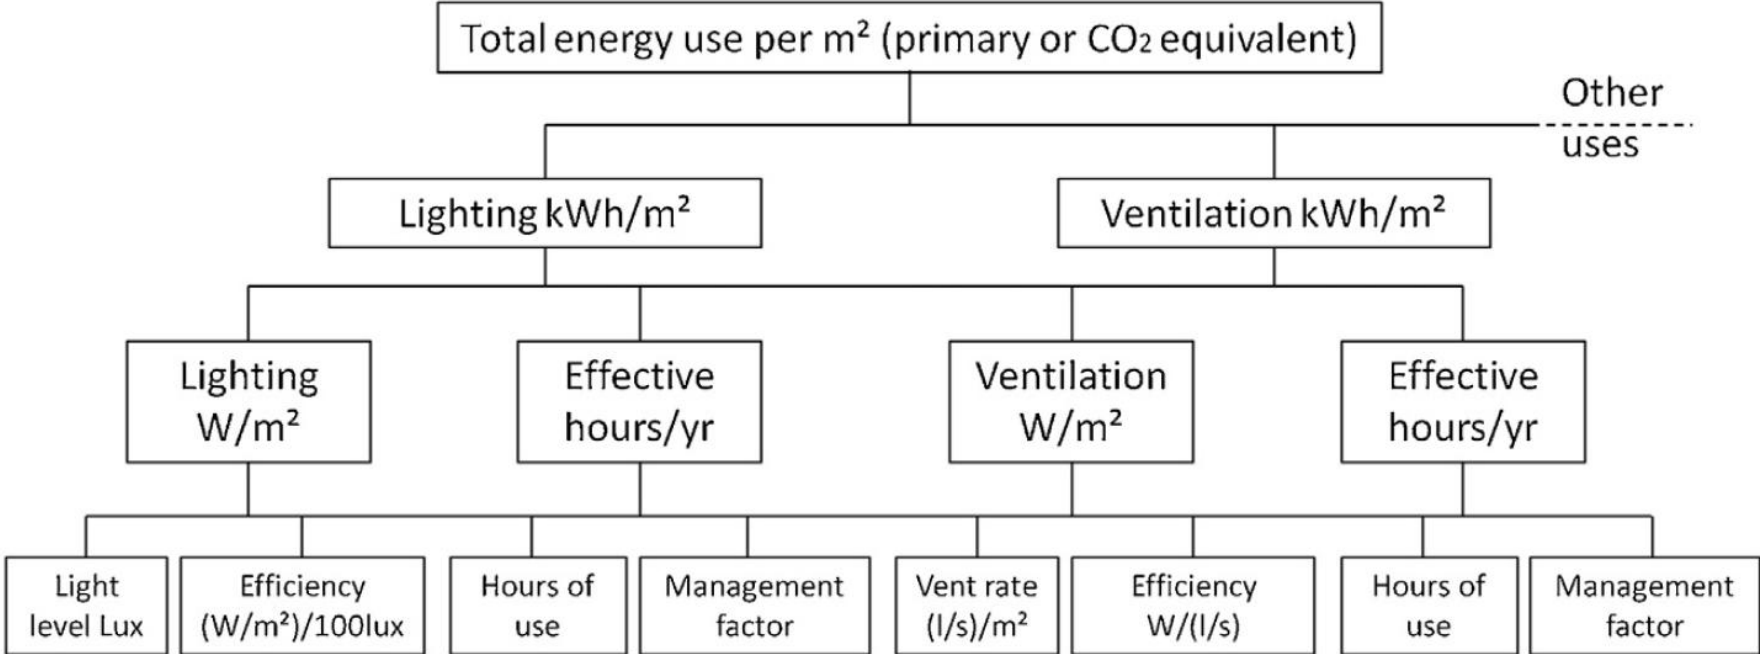 Total energy use per m² (primary or CO₂ equivalent)
Other
uses
Lighting kWh/m²
Ventilation kWh/m²
Lighting
W/m²
Effective
hours/yr
Ventilation
W/m²
Effective
hours/yr
Light
level Lux
Efficiency
(W/m²)/100lux
Hours of
use
Management
factor
Vent rate
(l/s)/m²
Efficiency
W/(l/s)
Hours of
use
Management
factor